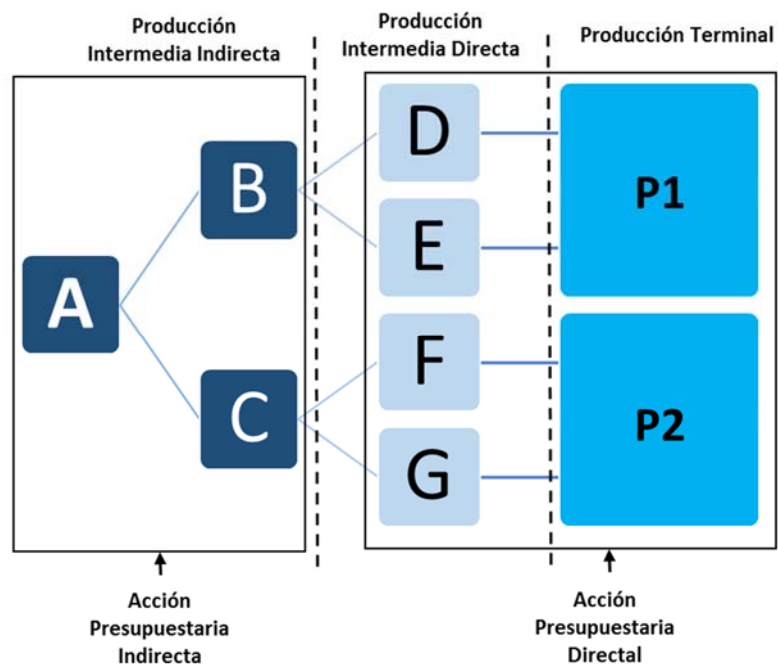 Producción
Intermedia Indirecta
Producción
Intermedia Directa
Producción Terminal
A
B
C
D
E
F
G
P1
P2
Acción
Presupuestaria
Indirecta
Acción
Presupuestaria
Directal